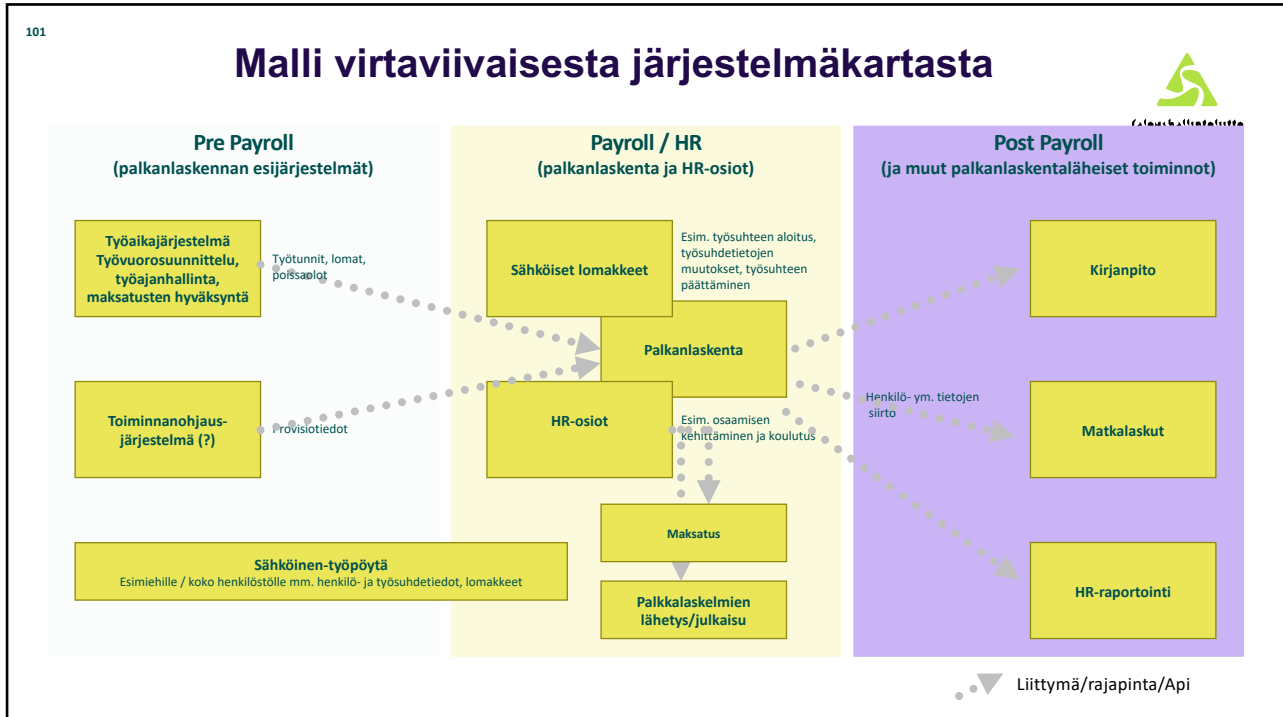 101
Malli virtaviivaisesta järjestelmäkartasta
Pre Payroll
(palkanlaskennan esijärjestelmät)
Työaikajärjestelmä
Työvuorosuunnittelu,
työajanhallinta,
maksatusten hyväksyntä
Työtunnit, lomat,
poissaolot
Toiminnanohjaus-
järjestelmä (?)
Provisiotiedot
Sähköinen-työpöytä
Esimiehille / koko henkilöstölle mm. henkilö- ja työsuhdetiedot, lomakkeet
Payroll / HR
(palkanlaskenta ja HR-osiot)
Sähköiset lomakkeet
Esim. työsuhteen aloitus,
työsuhdetietojen
muutokset, työsuhteen
päättäminen
Palkanlaskenta
HR-osiot
Esim. osaamisen
kehittäminen ja koulutus
Maksatus
Palkkalaskelmien
lähetys/julkaisu
Post Payroll
(ja muut palkanlaskentaläheiset toiminnot)
Kirjanpito
Henkilö- ym. tietojen
siirto
Matkalaskut
HR-raportointi
Liittymä/rajapinta/Api